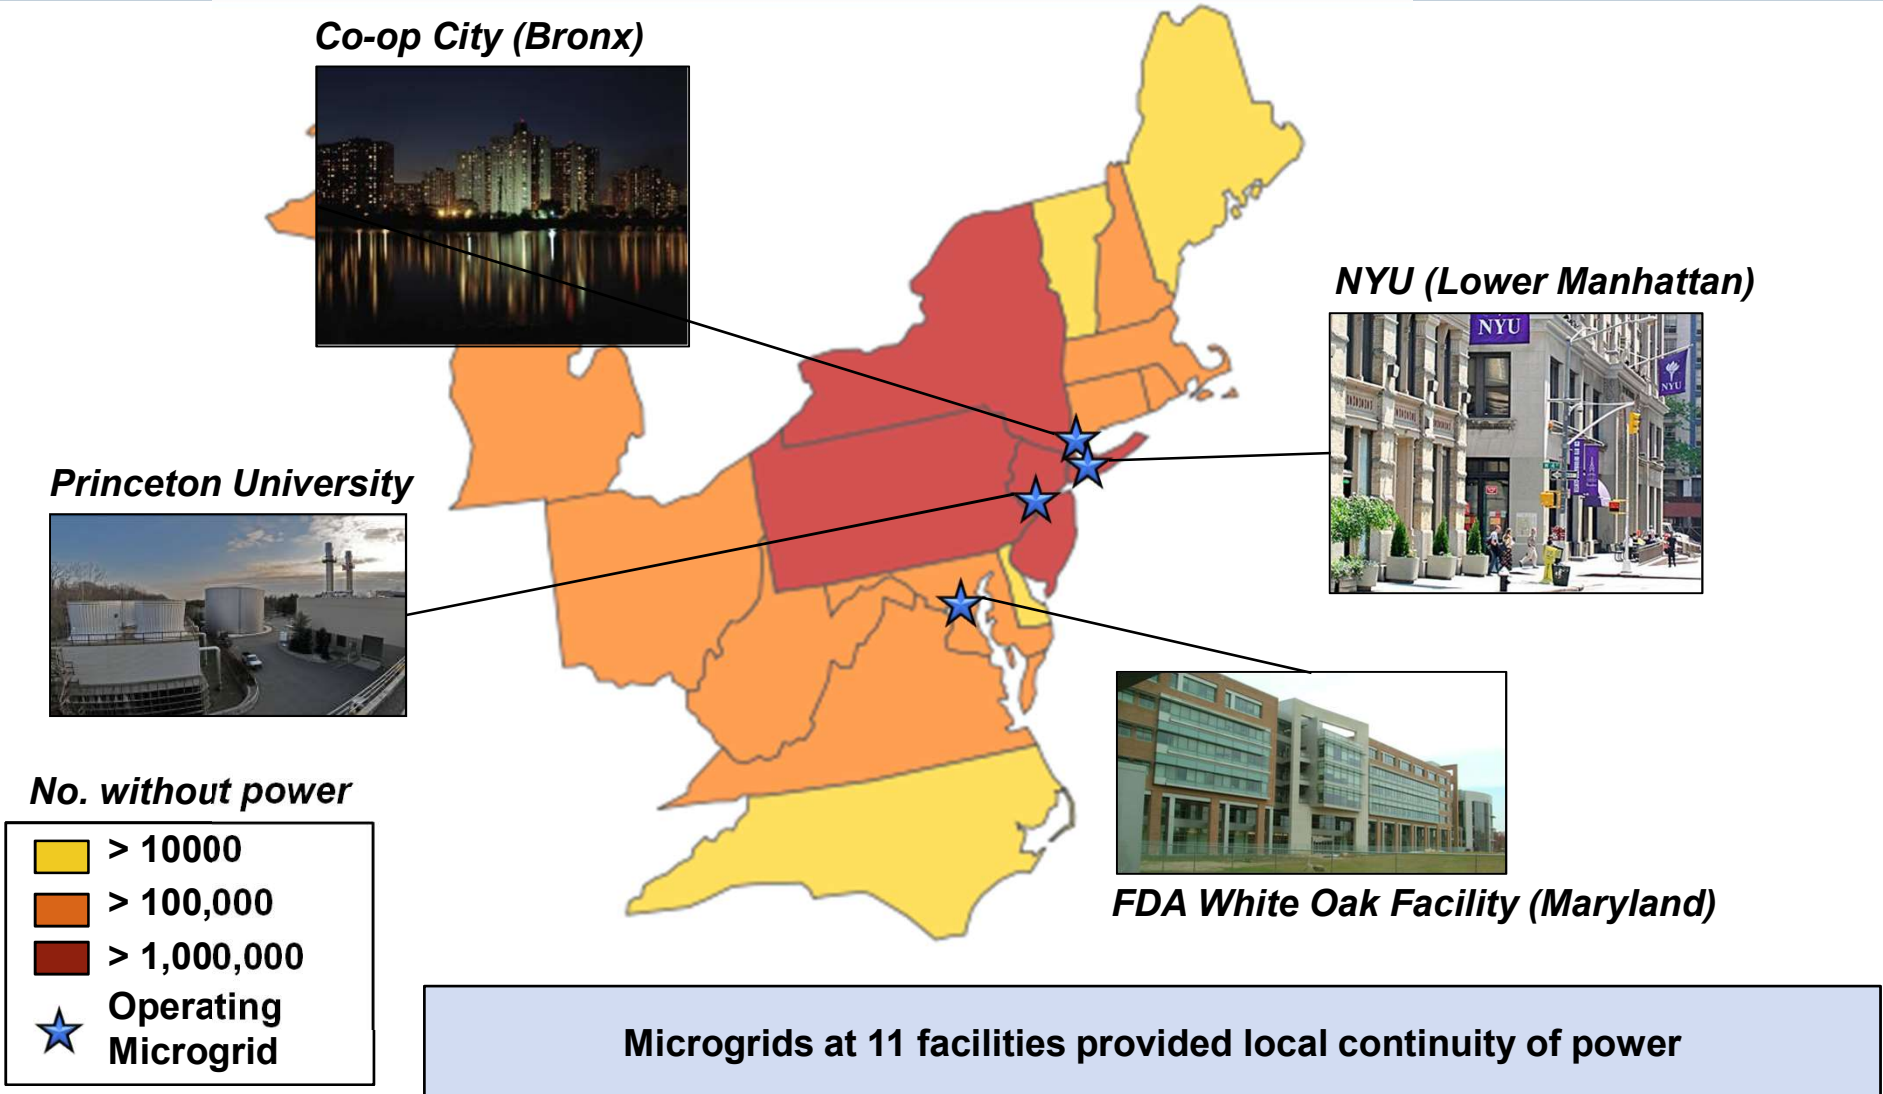 Co-op City (Bronx)
NYU (Lower Manhattan)
NYU
NYU
Princeton University
No. without power
> 10000
> 100,000
> 1,000,000
Operating
Microgrid
FDA White Oak Facility (Maryland)
Microgrids at 11 facilities provided local continuity of power